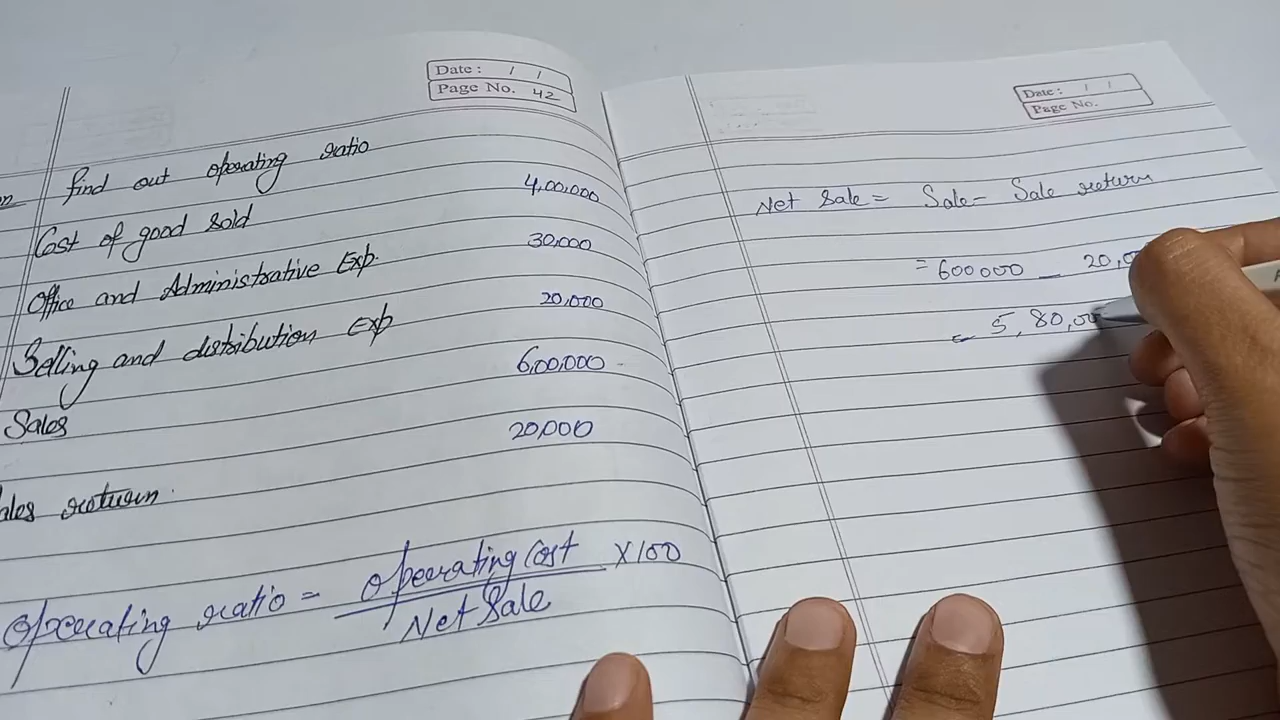 Date: / /
Page No. 42
find out operating ratio
Cost of good sold 4,00,000
Office and Administrative Exp. 30,000
Selling and distribution Exp 20,000
Sales 6,00,000
return. 20,000
Operating ratio = Operating Cost X100
Net Sale
Date: / /
Page No.
Net Sale = Sale - Sale return
= 600000 - 20,0
= 5,80,00